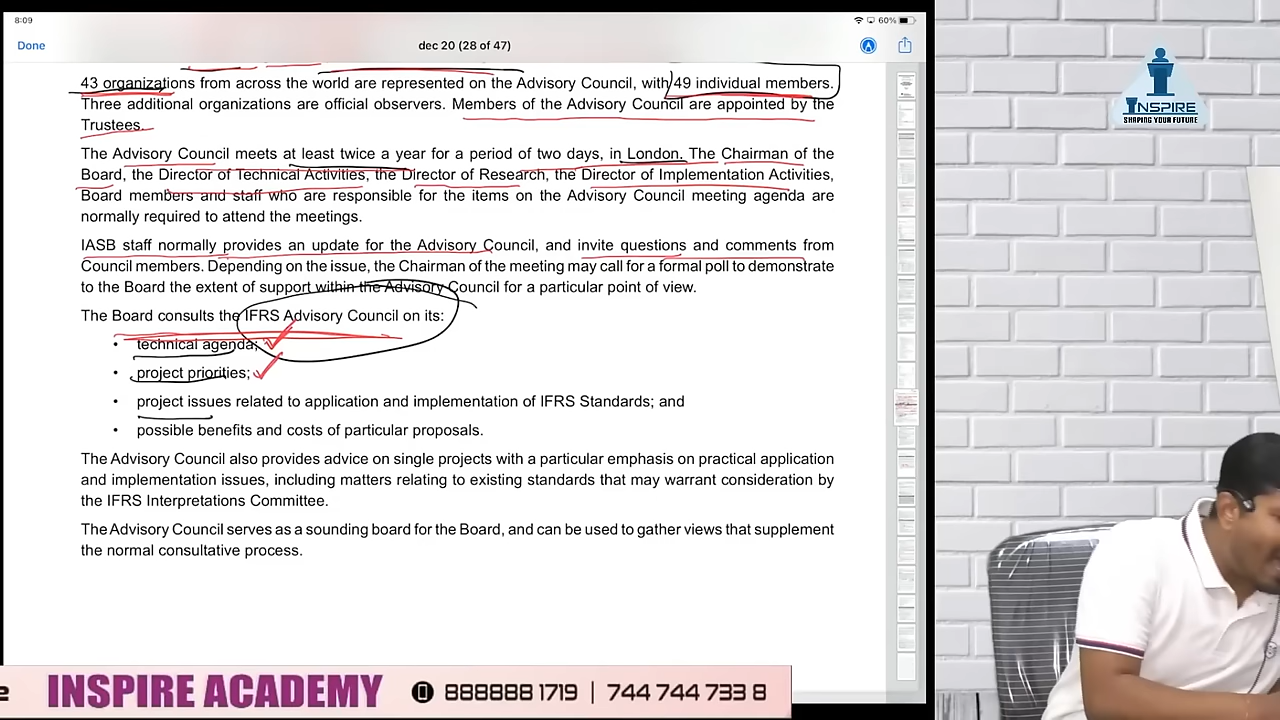 8:09
60%
Done
dec 20 (28 of 47)
43 organizations from across the world are represented on the Advisory Council, with 49 individual members.
Three additional organizations are official observers. Members of the Advisory Council are appointed by the
Trustees.
The Advisory Council meets at least twice a year for a period of two days, in London. The Chairman of the
Board, the Director of Technical Activities, the Director of Research, the Director of Implementation Activities,
Board members and staff who are responsible for the items on the Advisory Council meeting agenda are
normally required to attend the meetings.
IASB staff normally provides an update for the Advisory Council, and invite questions and comments from
Council members. Depending on the issue, the Chairman of the meeting may call for a formal poll to demonstrate
to the Board the extent of support within the Advisory Council for a particular point of view.
The Board consults the IFRS Advisory Council on its:
• technical agenda;
• project priorities;
• project issues related to application and implementation of IFRS Standards; and
• possible benefits and costs of particular proposals.
The Advisory Council also provides advice on single projects with a particular emphasis on practical application
and implementation issues, including matters relating to existing standards that may warrant consideration by
the IFRS Interpretations Committee.
The Advisory Council serves as a sounding board for the Board, and can be used to gather views that supplement
the normal consultative process.
INSPIRE
SHAPING YOUR FUTURE
e INSPIRE ACADEMY 888888 1719 | 744 744 733 8